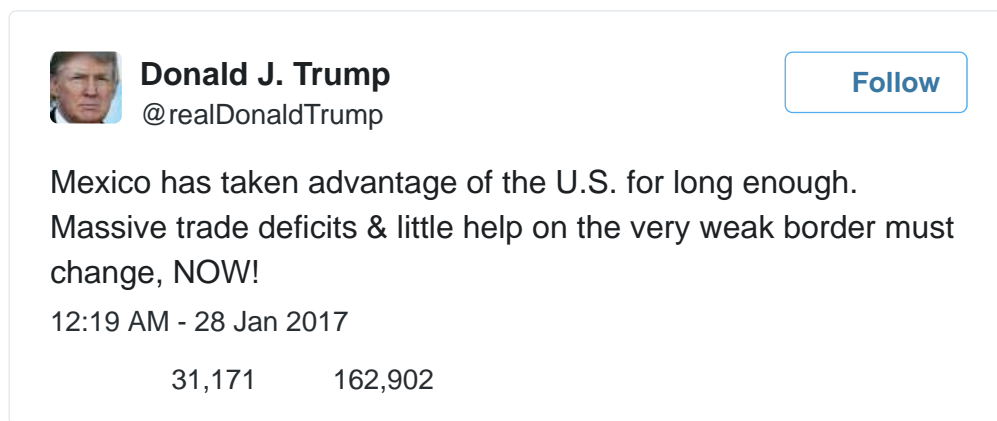 Donald J. Trump
@realDonaldTrump
Follow
Mexico has taken advantage of the U.S. for long enough.
Massive trade deficits & little help on the very weak border must
change, NOW!
12:19 AM - 28 Jan 2017
31,171 162,902